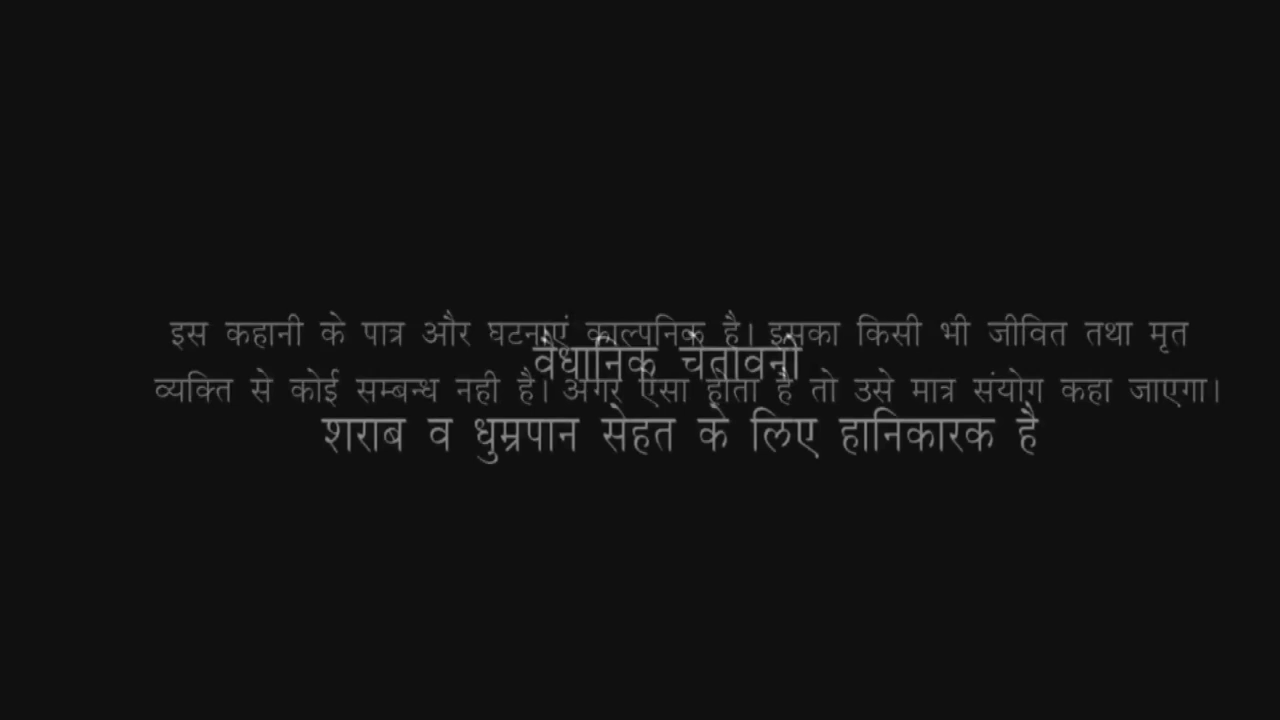 इस कहानी के पात्र और घटनाएं काल्पनिक है। इसका किसी भी जीवित तथा मृत
वैधानिक चेतावनी
व्यक्ति से कोई सम्बन्ध नही है। अगर ऐसा होता है तो उसे मात्र संयोग कहा जाएगा।
शराब व धुम्रपान सेहत के लिए हानिकारक है